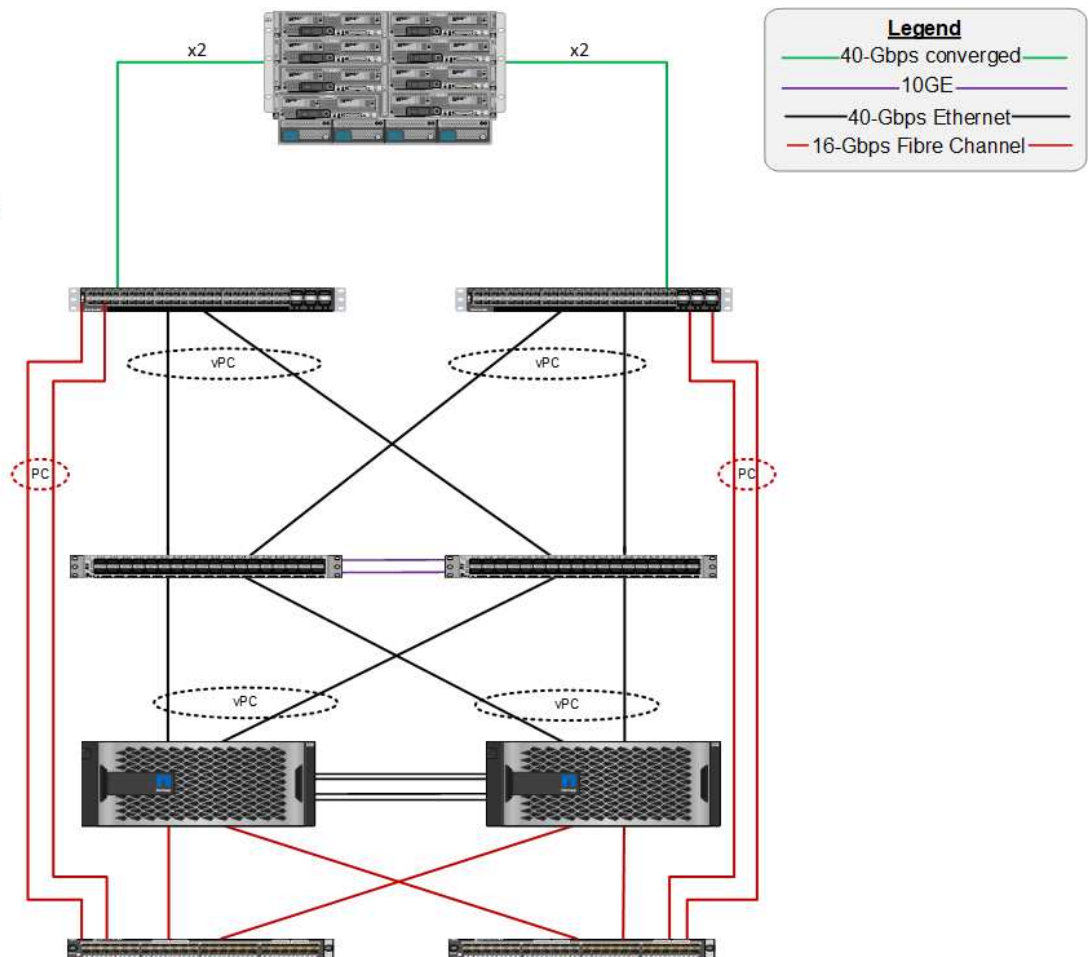 x2
x2
Legend
40-Gbps converged
10GE
40-Gbps Ethernet
16-Gbps Fibre Channel
vPC
vPC
PC
PC
vPC
vPC